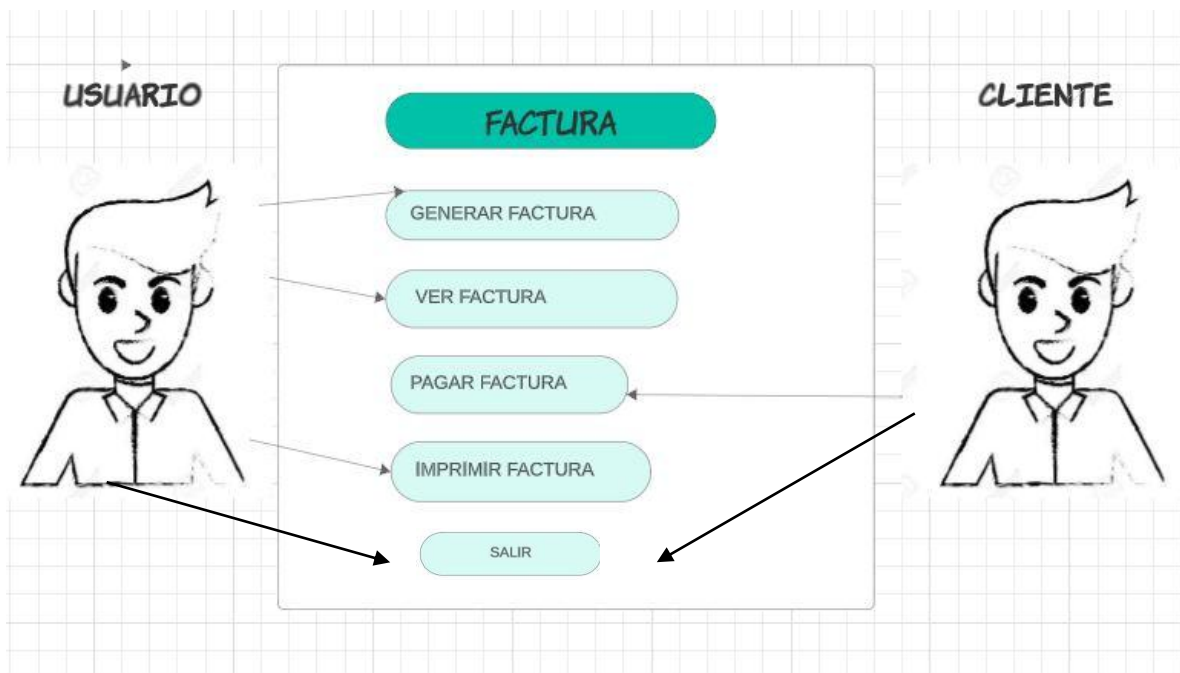 USUARIO
FACTURA
CLIENTE
GENERAR FACTURA
VER FACTURA
PAGAR FACTURA
IMPRIMIR FACTURA
SALIR